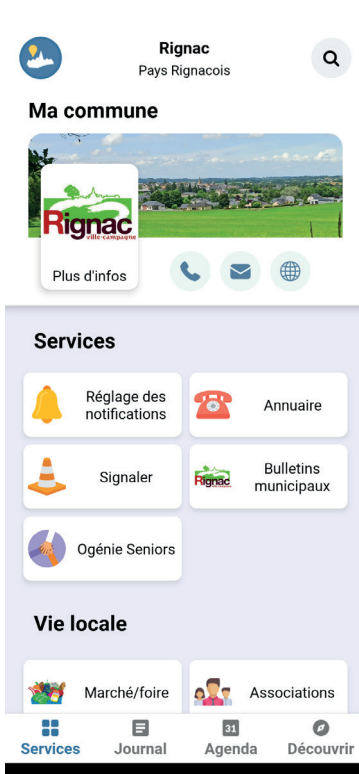 Rignac
Pays Rignacois
Ma commune
Rignac
ville-campagne
Plus d'infos
Services
Réglage des
notifications
Annuaire
Signaler
Rignac
Bulletins
municipaux
Ogénie Seniors
Vie locale
Marché/foire
Associations
31
Services
Journal
Agenda
Découvrir